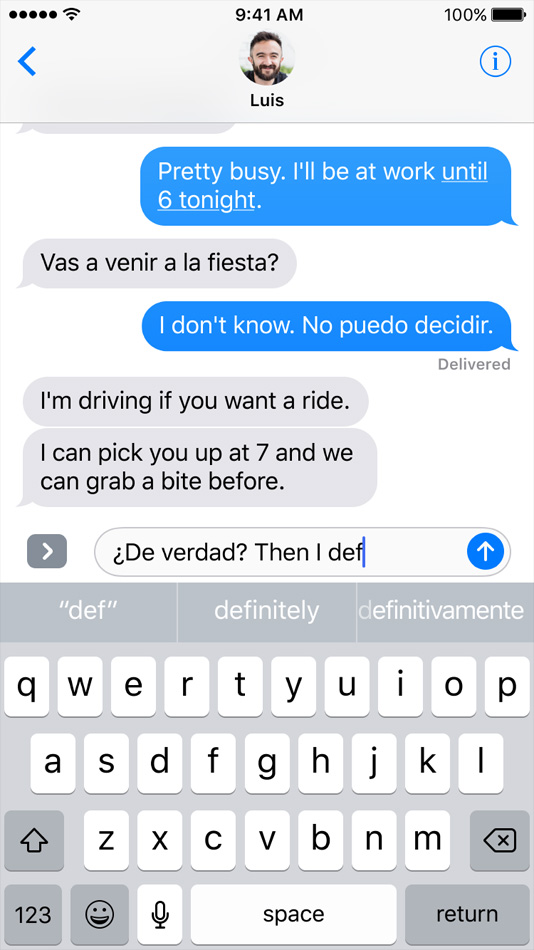 9:41 AM
100%
Luis
Pretty busy. I'll be at work until
6 tonight.
Vas a venir a la fiesta?
I don't know. No puedo decidir.
Delivered
I'm driving if you want a ride.
I can pick you up at 7 and we
can grab a bite before.
¿De verdad? Then I def
“def” definitely definitivamente
q w e r t y u i o p
a s d f g h j k l
z x c v b n m
123 space return